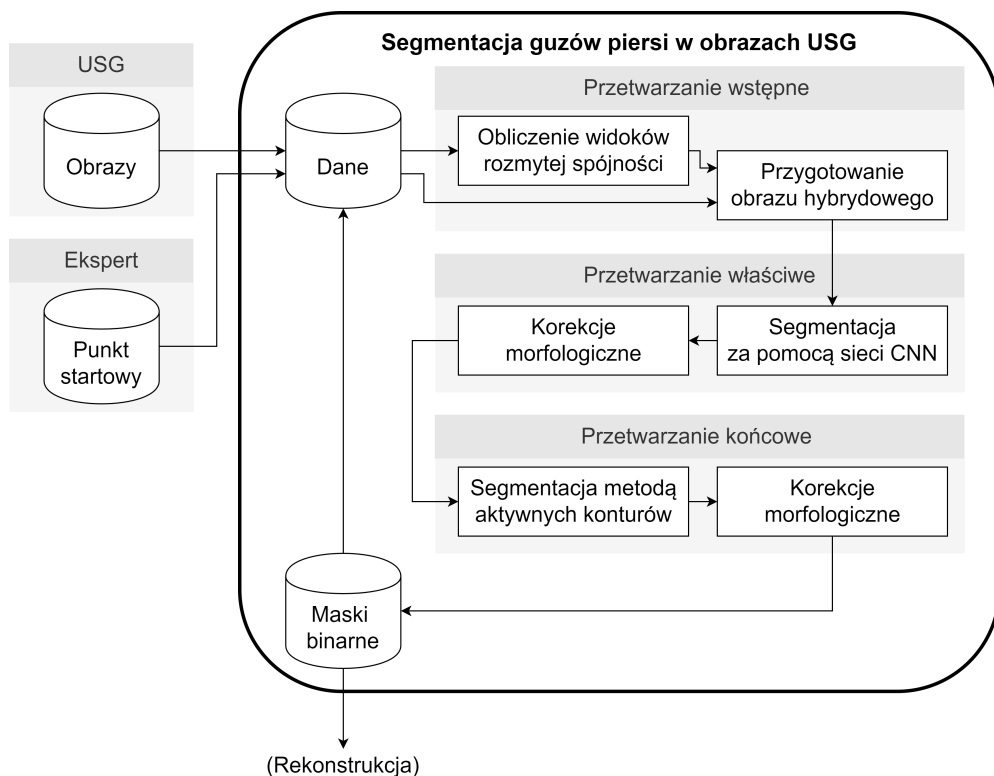 Segmentacja guzów piersi w obrazach USG
USG
Obrazy
Ekspert
Punkt
startowy
Dane
Przetwarzanie wstępne
Obliczenie widoków
rozmytej spójności
Przygotowanie
obrazu hybrydowego
Przetwarzanie właściwe
Korekcje
morfologiczne
Segmentacja
za pomocą sieci CNN
Przetwarzanie końcowe
Segmentacja metodą
aktywnych konturów
Korekcje
morfologiczne
Maski
binarne
(Rekonstrukcja)